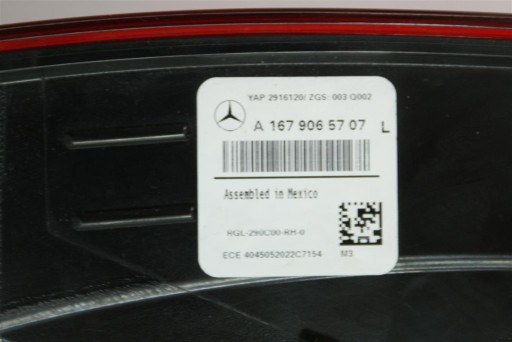 YAP 2916120/ ZGS: 003 Q002
A 167 906 57 07 L
Assembled in Mexico
RGL-290C00-RH-0
ECE 4045052022C7154 M3